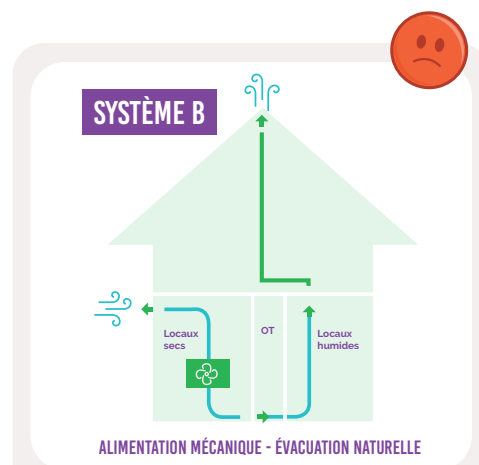 SYSTÈME B
Locaux
secs
OT
Locaux
humides
ALIMENTATION MÉCANIQUE - ÉVACUATION NATURELLE